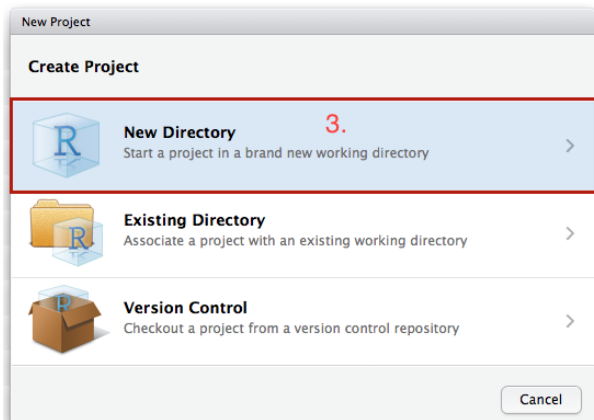 New Project
Create Project
New Directory
3.
Start a project in a brand new working directory
R
Existing Directory
Associate a project with an existing working directory
R
Version Control
Checkout a project from a version control repository
R
Cancel